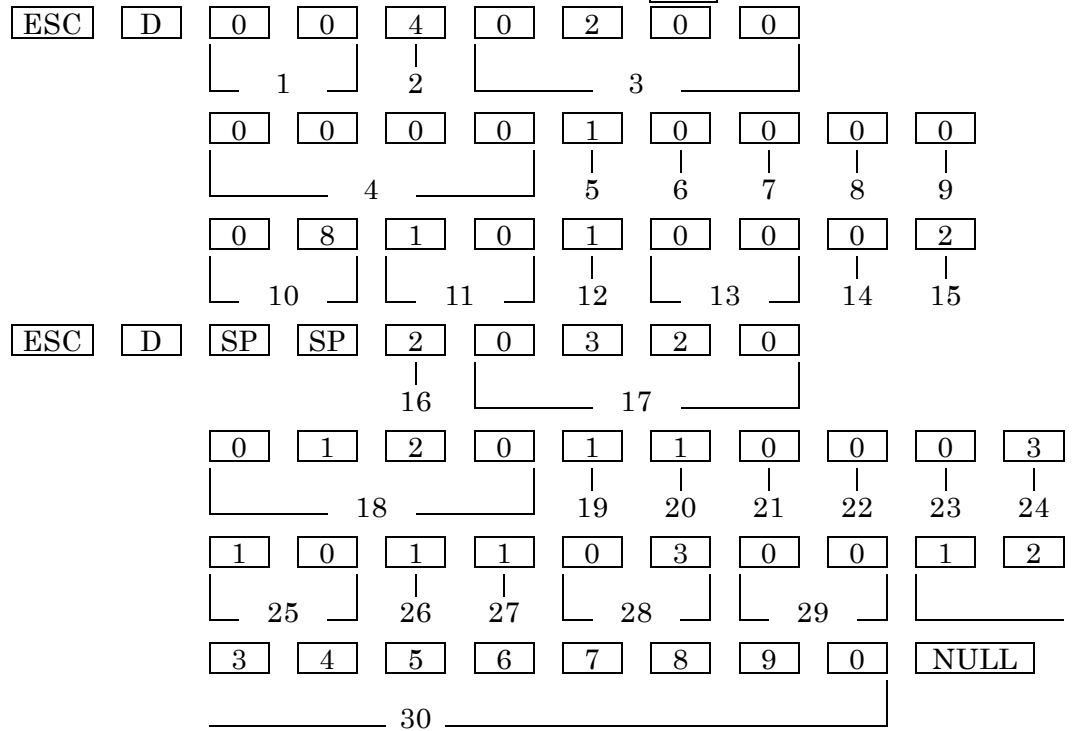 ESC D 0 0 4 0 2 0 0
1 2 3
0 0 0 0 1 0 0 0 0
4 5 6 7 8 9
0 8 1 0 1 0 0 0 2
10 11 12 13 14 15
ESC D SP SP 2 0 3 2 0
16 17
0 1 2 0 1 1 0 0 0 3
18 19 20 21 22 23 24
1 0 1 1 0 3 0 0 1 2
25 26 27 28 29
3 4 5 6 7 8 9 0 NULL
30